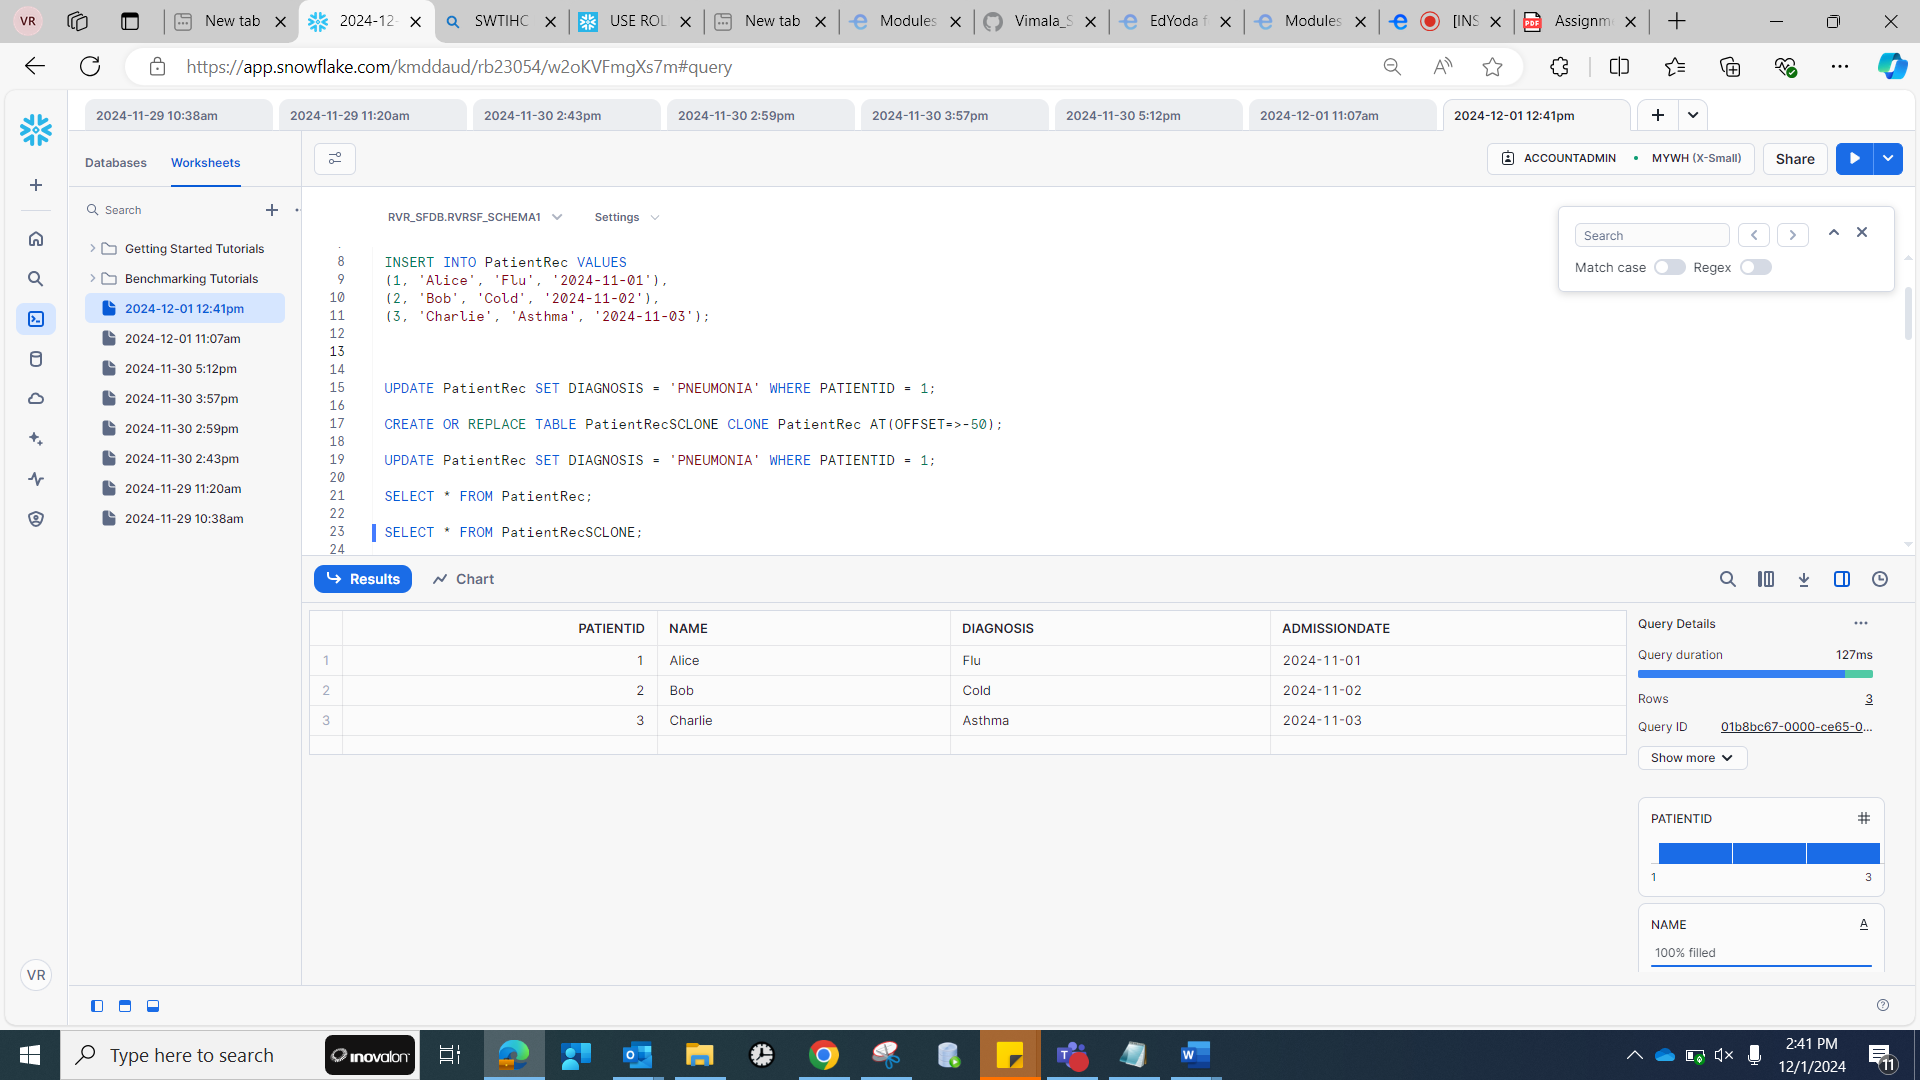 VR
New tab
2024-12-
SWTIHC
USE ROL
New tab
Modules
Vimala_S
EdYoda f
Modules
[INS
Assignme
https://app.snowflake.com/kmddaud/rb23054/w2oKVFmgXs7m#query
2024-11-29 10:38am
2024-11-29 11:20am
2024-11-30 2:43pm
2024-11-30 2:59pm
2024-11-30 3:57pm
2024-11-30 5:12pm
2024-12-01 11:07am
2024-12-01 12:41pm
Databases
Worksheets
ACCOUNTADMIN
MYWH (X-Small)
Share
Search
Getting Started Tutorials
Benchmarking Tutorials
2024-12-01 12:41pm
2024-12-01 11:07am
2024-11-30 5:12pm
2024-11-30 3:57pm
2024-11-30 2:59pm
2024-11-30 2:43pm
2024-11-29 11:20am
2024-11-29 10:38am
VR
RVR_SFDB.RVRSF_SCHEMA1
Settings
Search
Match case
Regex
8 INSERT INTO PatientRec VALUES
9 (1, 'Alice', 'Flu', '2024-11-01'),
10 (2, 'Bob', 'Cold', '2024-11-02'),
11 (3, 'Charlie', 'Asthma', '2024-11-03');
12
13
14
15 UPDATE PatientRec SET DIAGNOSIS = 'PNEUMONIA' WHERE PATIENTID = 1;
16
17 CREATE OR REPLACE TABLE PatientRecSCLONE CLONE PatientRec AT(OFFSET=>-50);
18
19 UPDATE PatientRec SET DIAGNOSIS = 'PNEUMONIA' WHERE PATIENTID = 1;
20
21 SELECT * FROM PatientRec;
22
23 SELECT * FROM PatientRecSCLONE;
24
Results
Chart
PATIENTID NAME DIAGNOSIS ADMISSIONDATE
1 1 Alice Flu 2024-11-01
2 2 Bob Cold 2024-11-02
3 3 Charlie Asthma 2024-11-03
Query Details
Query duration 127ms
Rows 3
Query ID 01b8bc67-0000-ce65-0...
Show more
PATIENTID
1 3
NAME
A
100% filled
Type here to search
inovalon
2:41 PM
12/1/2024
11